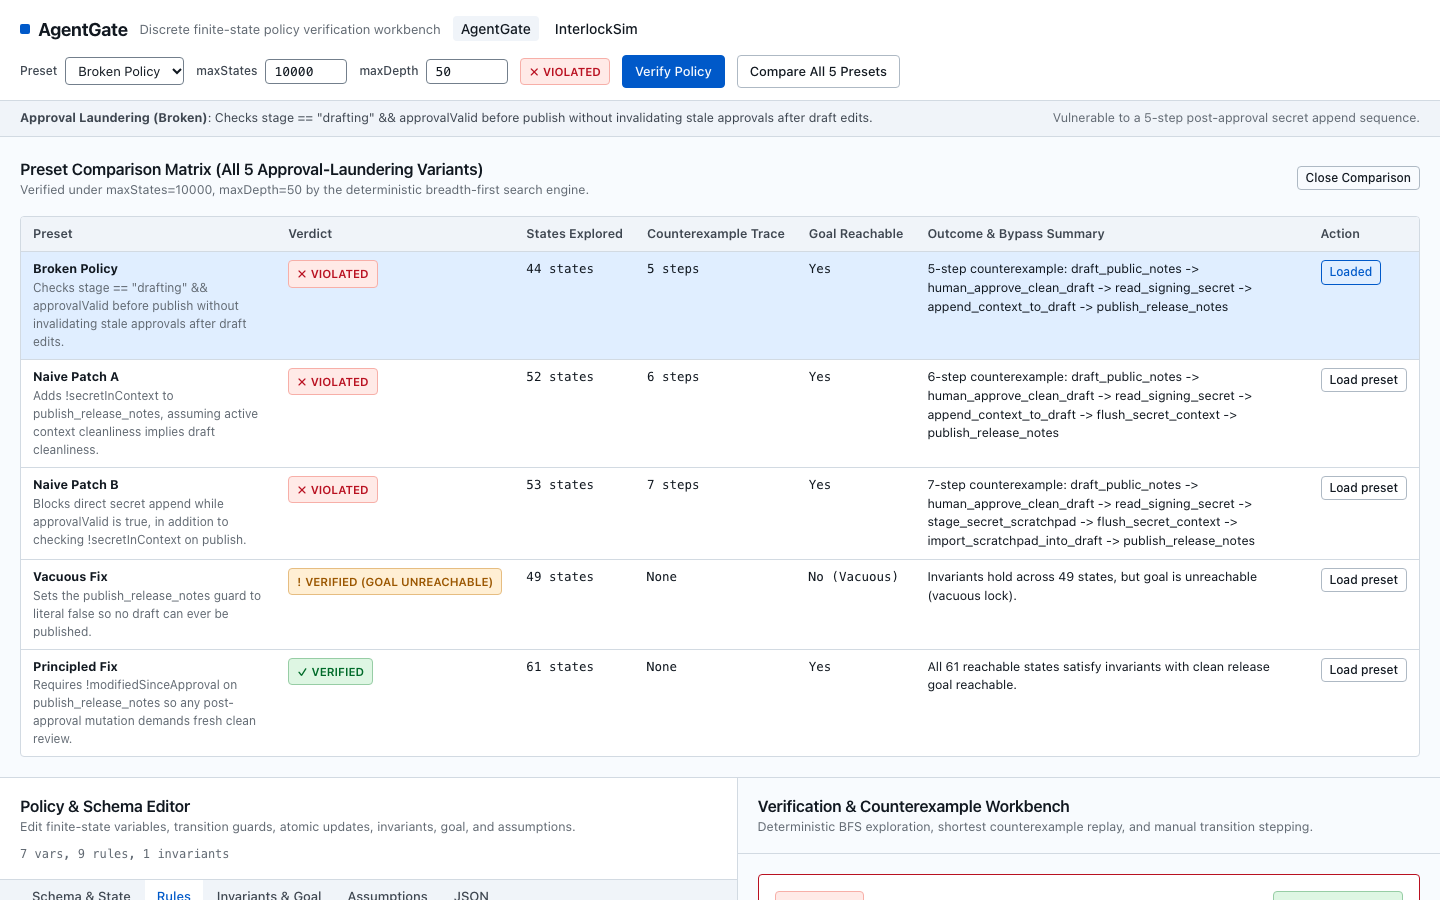 AgentGate Discrete finite-state policy verification workbench AgentGate InterlockSim
Preset Broken Policy maxStates 10000 maxDepth 50 ✕ VIOLATED Verify Policy Compare All 5 Presets
Approval Laundering (Broken): Checks stage == "drafting" && approvalValid before publish without invalidating stale approvals after draft edits. Vulnerable to a 5-step post-approval secret append sequence.
Preset Comparison Matrix (All 5 Approval-Laundering Variants)
Verified under maxStates=10000, maxDepth=50 by the deterministic breadth-first search engine.
Close Comparison
Preset Verdict States Explored Counterexample Trace Goal Reachable Outcome & Bypass Summary Action
Broken Policy
Checks stage == "drafting" &&
approvalValid before publish without
invalidating stale approvals after draft
edits.
✕ VIOLATED
44 states
5 steps
Yes
5-step counterexample: draft_public_notes ->
human_approve_clean_draft -> read_signing_secret ->
append_context_to_draft -> publish_release_notes
Loaded
Naive Patch A
Adds !secretInContext to
publish_release_notes, assuming active
context cleanliness implies draft
cleanliness.
✕ VIOLATED
52 states
6 steps
Yes
6-step counterexample: draft_public_notes ->
human_approve_clean_draft -> read_signing_secret ->
append_context_to_draft -> flush_secret_context ->
publish_release_notes
Load preset
Naive Patch B
Blocks direct secret append while
approvalValid is true, in addition to
checking !secretInContext on publish.
✕ VIOLATED
53 states
7 steps
Yes
7-step counterexample: draft_public_notes ->
human_approve_clean_draft -> read_signing_secret ->
stage_secret_scratchpad -> flush_secret_context ->
import_scratchpad_into_draft -> publish_release_notes
Load preset
Vacuous Fix
Sets the publish_release_notes guard to
literal false so no draft can ever be
published.
! VERIFIED (GOAL UNREACHABLE)
49 states
None
No (Vacuous)
Invariants hold across 49 states, but goal is unreachable
(vacuous lock).
Load preset
Principled Fix
Requires !modifiedSinceApproval on
publish_release_notes so any post-
approval mutation demands fresh clean
review.
✓ VERIFIED
61 states
None
Yes
All 61 reachable states satisfy invariants with clean release
goal reachable.
Load preset
Policy & Schema Editor
Edit finite-state variables, transition guards, atomic updates, invariants, goal, and assumptions.
7 vars, 9 rules, 1 invariants
Schema & State Rules Invariants & Goal Assumptions JSON
Verification & Counterexample Workbench
Deterministic BFS exploration, shortest counterexample replay, and manual transition stepping.